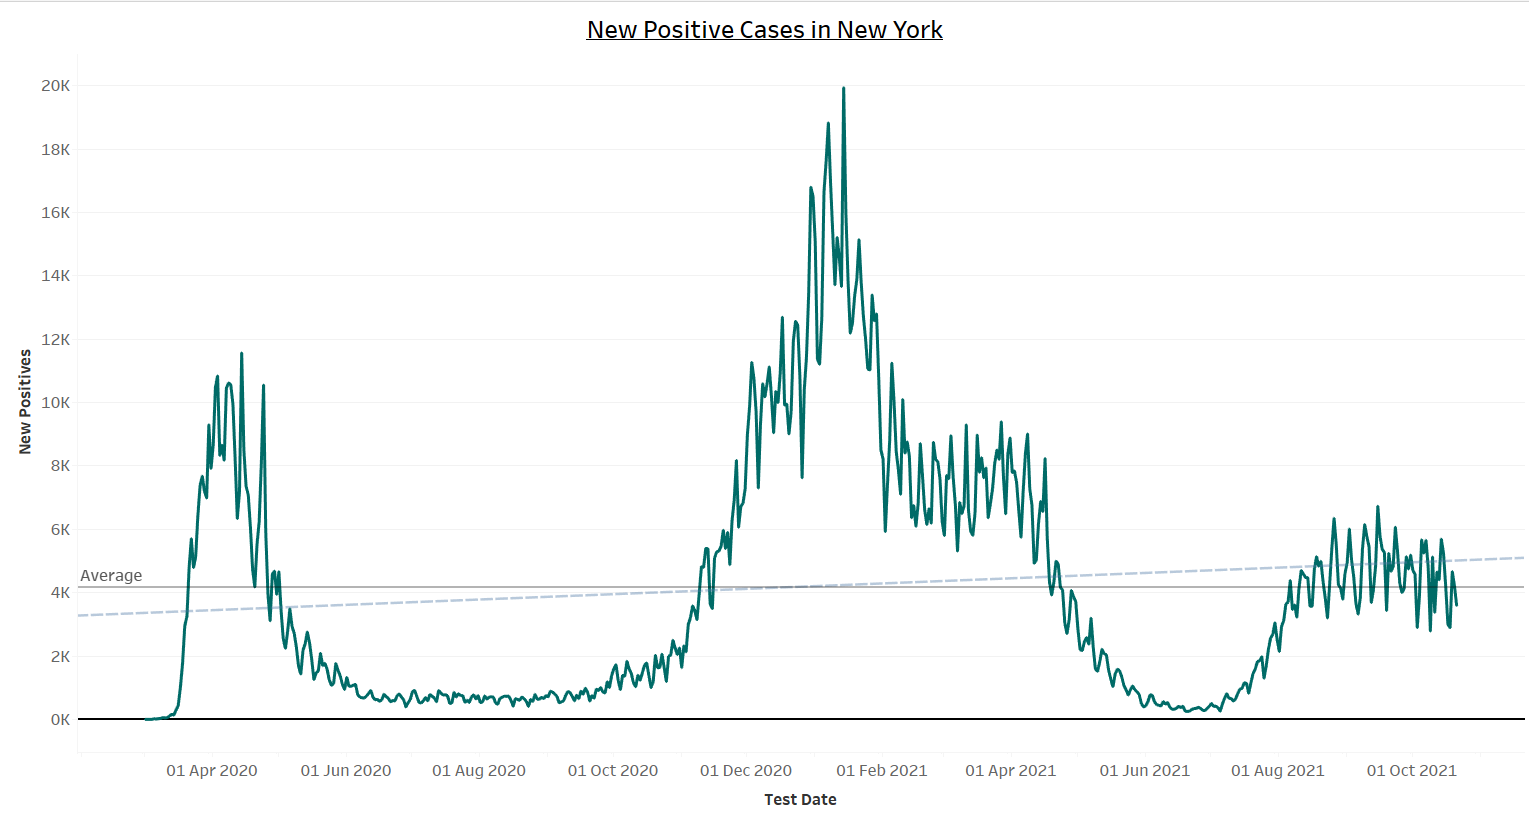 New Positive Cases in New York
20K
18K
16K
14K
12K
10K
8K
6K
4K
2K
0K
New Positives
Average
01 Apr 2020
01 Jun 2020
01 Aug 2020
01 Oct 2020
01 Dec 2020
01 Feb 2021
01 Apr 2021
01 Jun 2021
01 Aug 2021
01 Oct 2021
Test Date